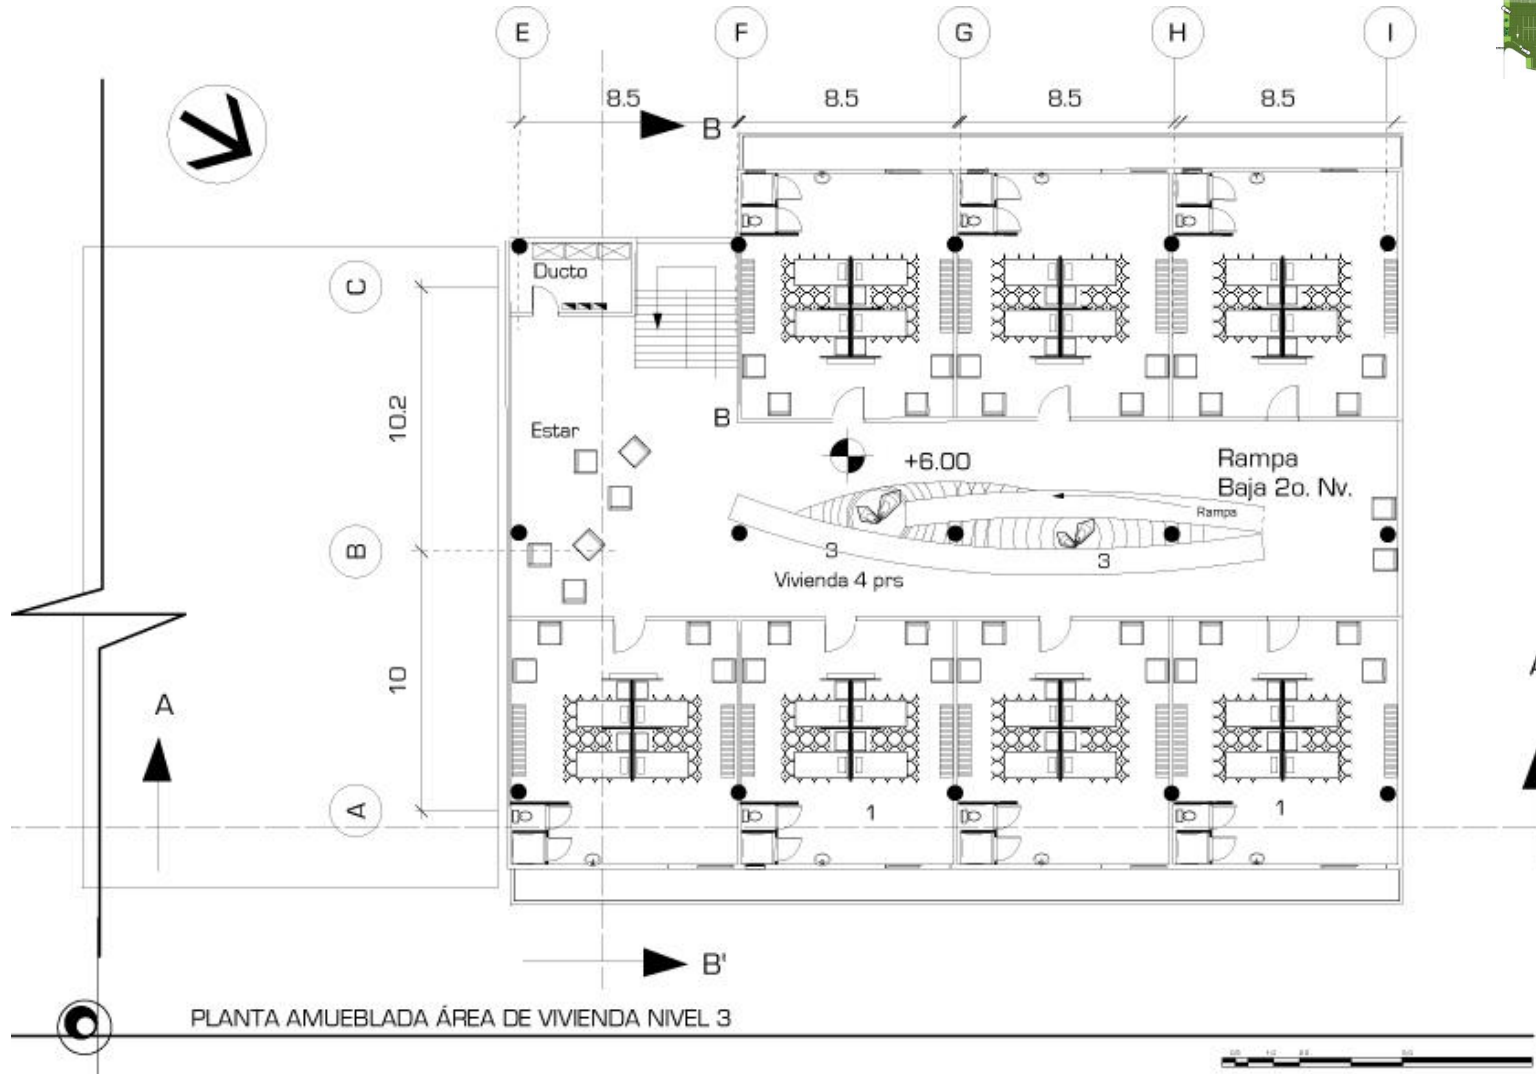 E F G H I
8.5 8.5 8.5 8.5
B
Ducto
C
10.2
B
Estar
+6.00
Rampa
Baja 2o. Nv.
Rampa
B
3
3
Vivienda 4 prs
10
A
A
A
1
1
B'
PLANTA AMUEBLADA ÁREA DE VIVIENDA NIVEL 3